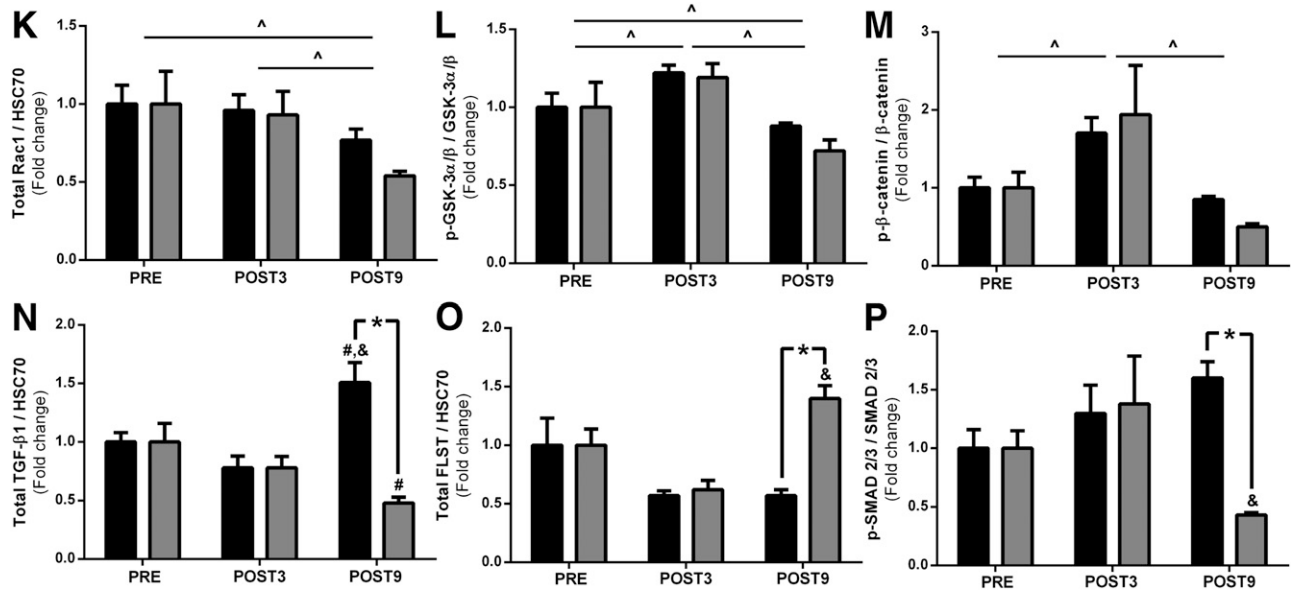 K
Total Rac1 / HSC70
(Fold change)
1.5
1.0
0.5
0.0
^
^
PRE
POST3
POST9
L
p-GSK-3α/β / GSK-3α/β
(Fold change)
1.5
1.0
0.5
0.0
^
^
^
PRE
POST3
POST9
M
p-β-catenin / β-catenin
(Fold change)
3
2
1
0
^
^
PRE
POST3
POST9
N
Total TGF-β1 / HSC70
(Fold change)
2.0
1.5
1.0
0.5
0.0
#,&
*
#
PRE
POST3
POST9
O
Total FLST / HSC70
(Fold change)
2.0
1.5
1.0
0.5
0.0
*
&
PRE
POST3
POST9
P
p-SMAD 2/3 / SMAD 2/3
(Fold change)
2.0
1.5
1.0
0.5
0.0
*
&
PRE
POST3
POST9